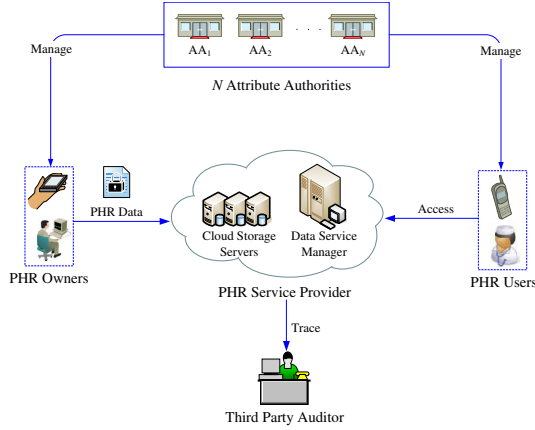 AA1 AA2 . . . AAN
Manage
Manage
N Attribute Authorities
PHR Data
Access
Cloud Storage
Servers
Data Service
Manager
PHR Owners
PHR Users
PHR Service Provider
Trace
Third Party Auditor